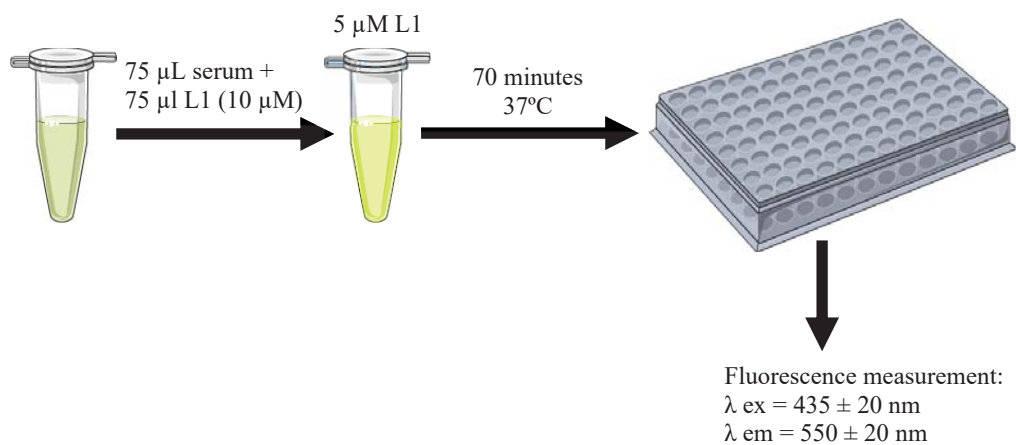 5 µM L1
75 µL serum +
75 µl L1 (10 µM)
70 minutes
37ºC
Fluorescence measurement:
λ ex = 435 ± 20 nm
λ em = 550 ± 20 nm